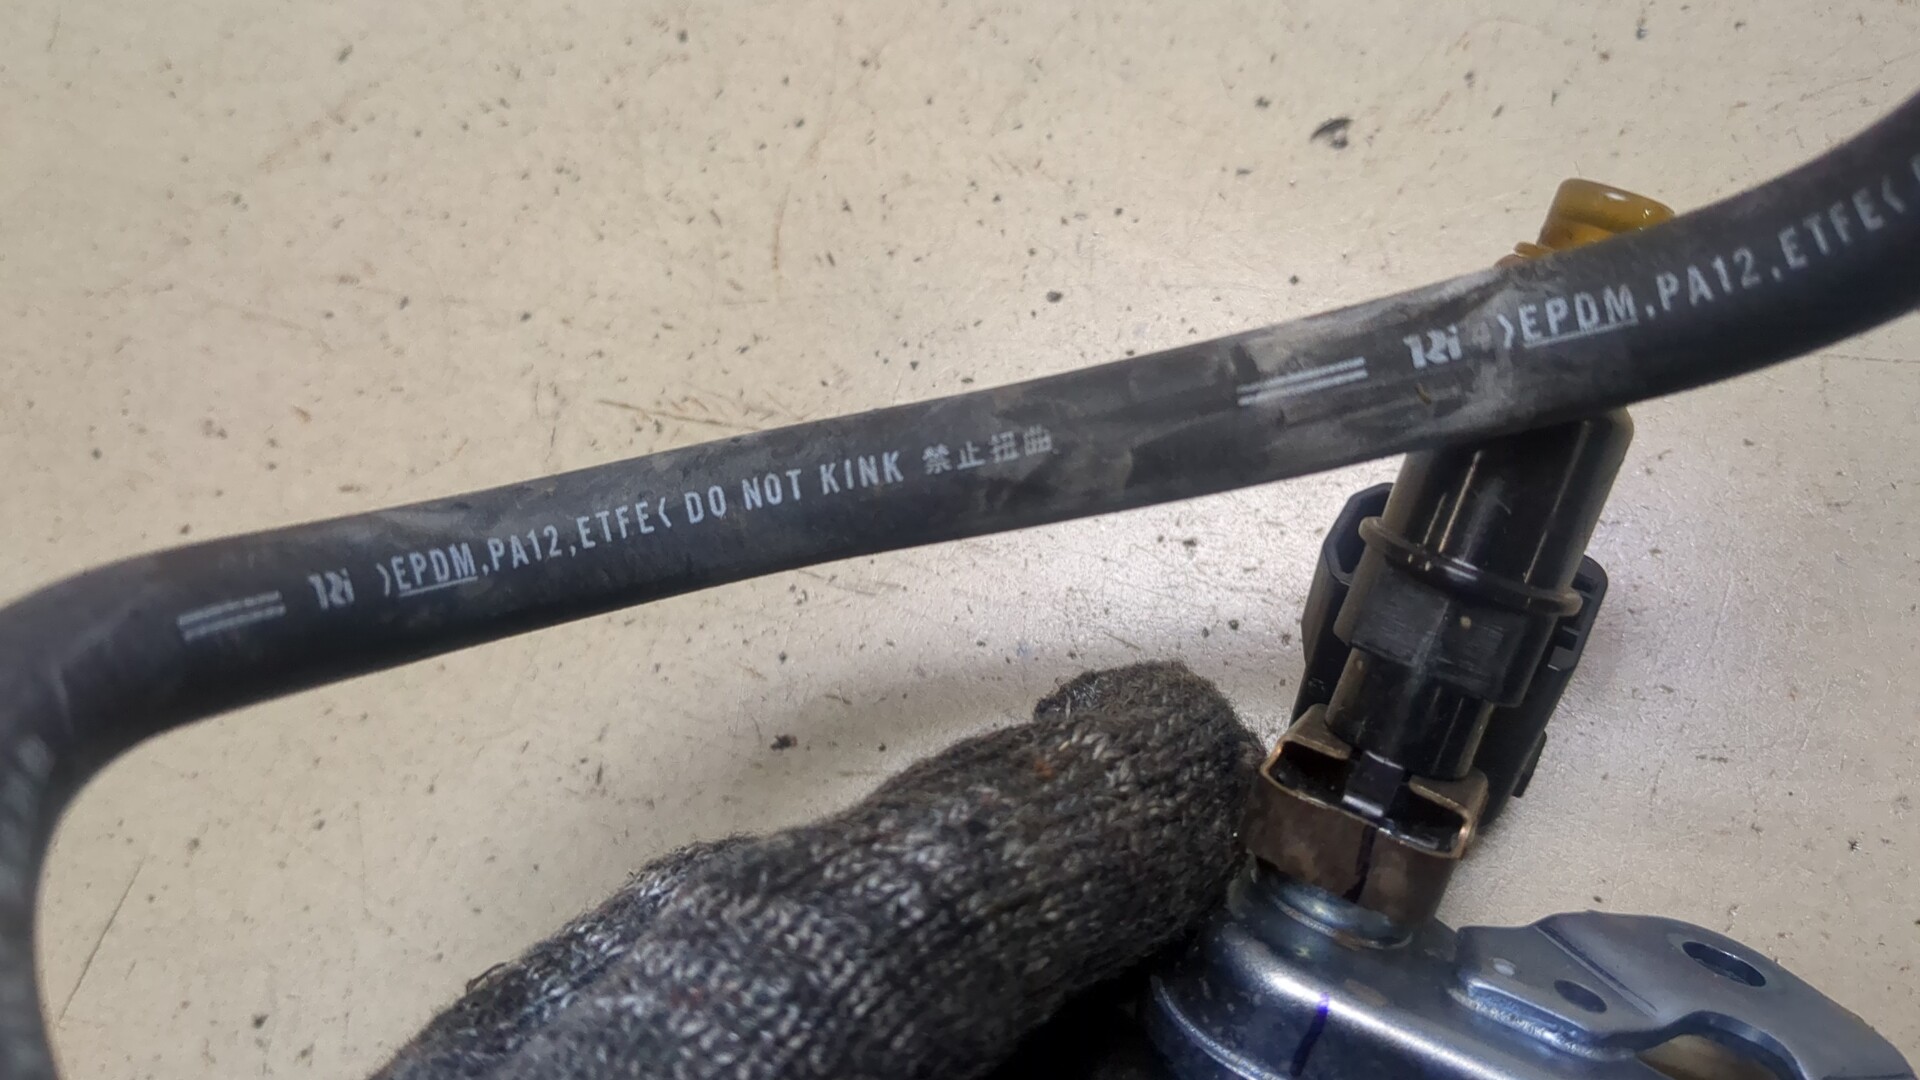 TRi >EPDM,PA12,ETFE< DO NOT KINK 禁止扭曲
TRi >EPDM,PA12,ETFE<